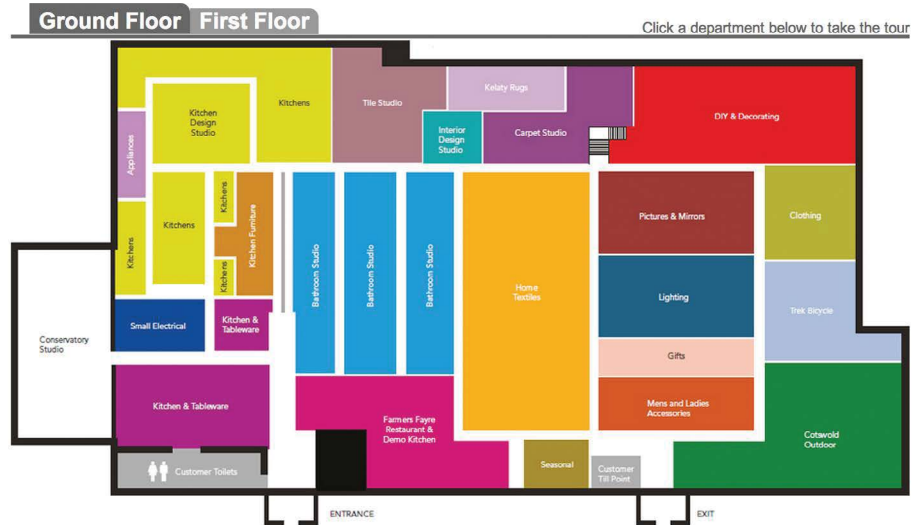 Ground Floor
First Floor
Click a department below to take the tour
Kitchen
Design
Studio
Kitchens
Tile Studio
Kelaty Rugs
Interior
Design
Studio
Carpet Studio
DIY & Decorating
Appliances
Kitchens
Kitchens
Kitchens
Kitchens
Kitchen Furniture
Bathroom Studio
Bathroom Studio
Bathroom Studio
Home
Textiles
Pictures & Mirrors
Clothing
Lighting
Trek Bicycle
Gifts
Mens and Ladies
Accessories
Conservatory
Studio
Small Electrical
Kitchen &
Tableware
Kitchen & Tableware
Farmers Fayre
Restaurant &
Demo Kitchen
Cotswold
Outdoor
Customer Toilets
Seasonal
Customer
Till Point
ENTRANCE
EXIT